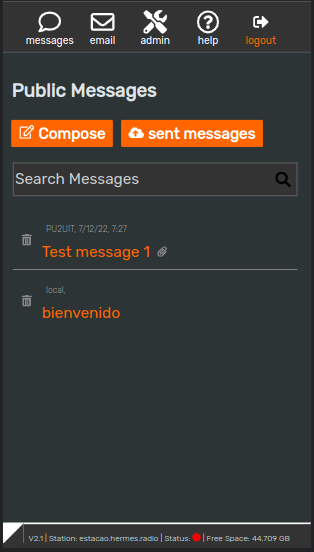 messages email admin help logout
Public Messages
Compose sent messages
Search Messages
PU2UIT, 7/12/22, 7:27
Test message 1
local,
bienvenido
V2.1 | Station: estacao.hermes.radio | Status: | Free Space: 44.709 GB